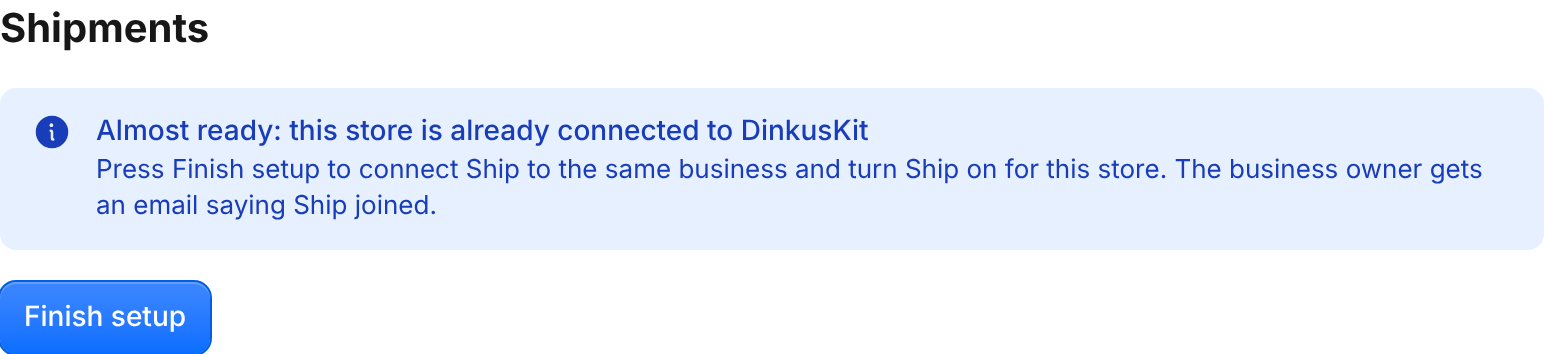 Shipments
Almost ready: this store is already connected to DinkusKit
Press Finish setup to connect Ship to the same business and turn Ship on for this store. The business owner gets
an email saying Ship joined.
Finish setup